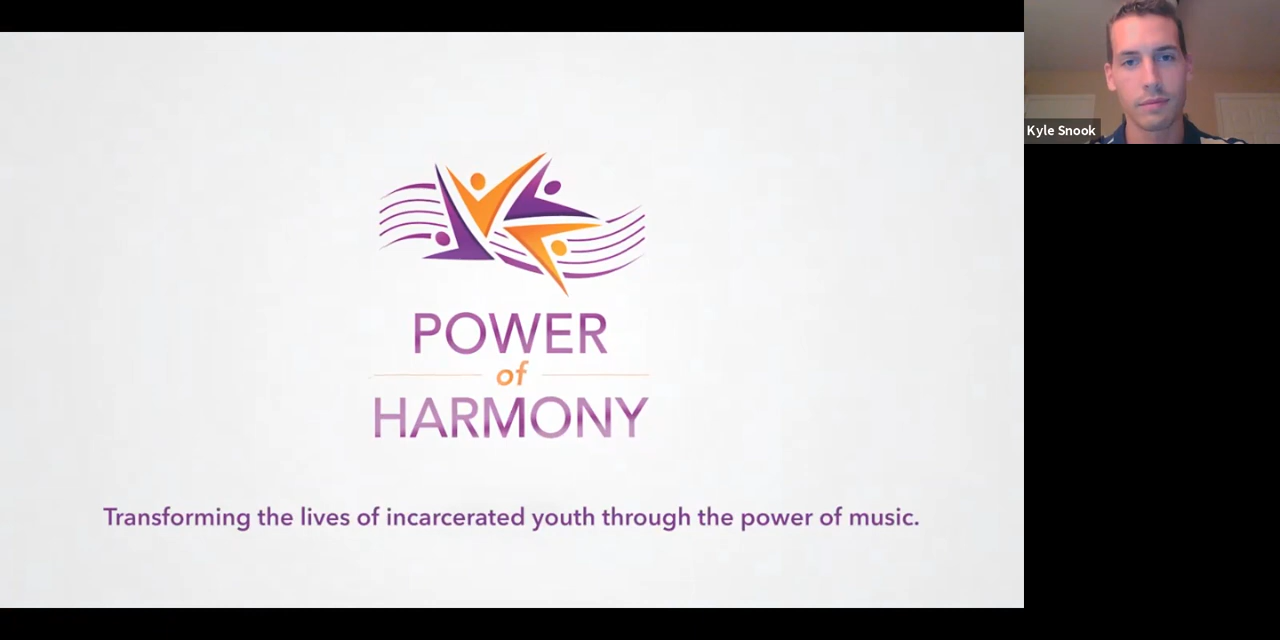 Kyle Snook
POWER
of
HARMONY
Transforming the lives of incarcerated youth through the power of music.